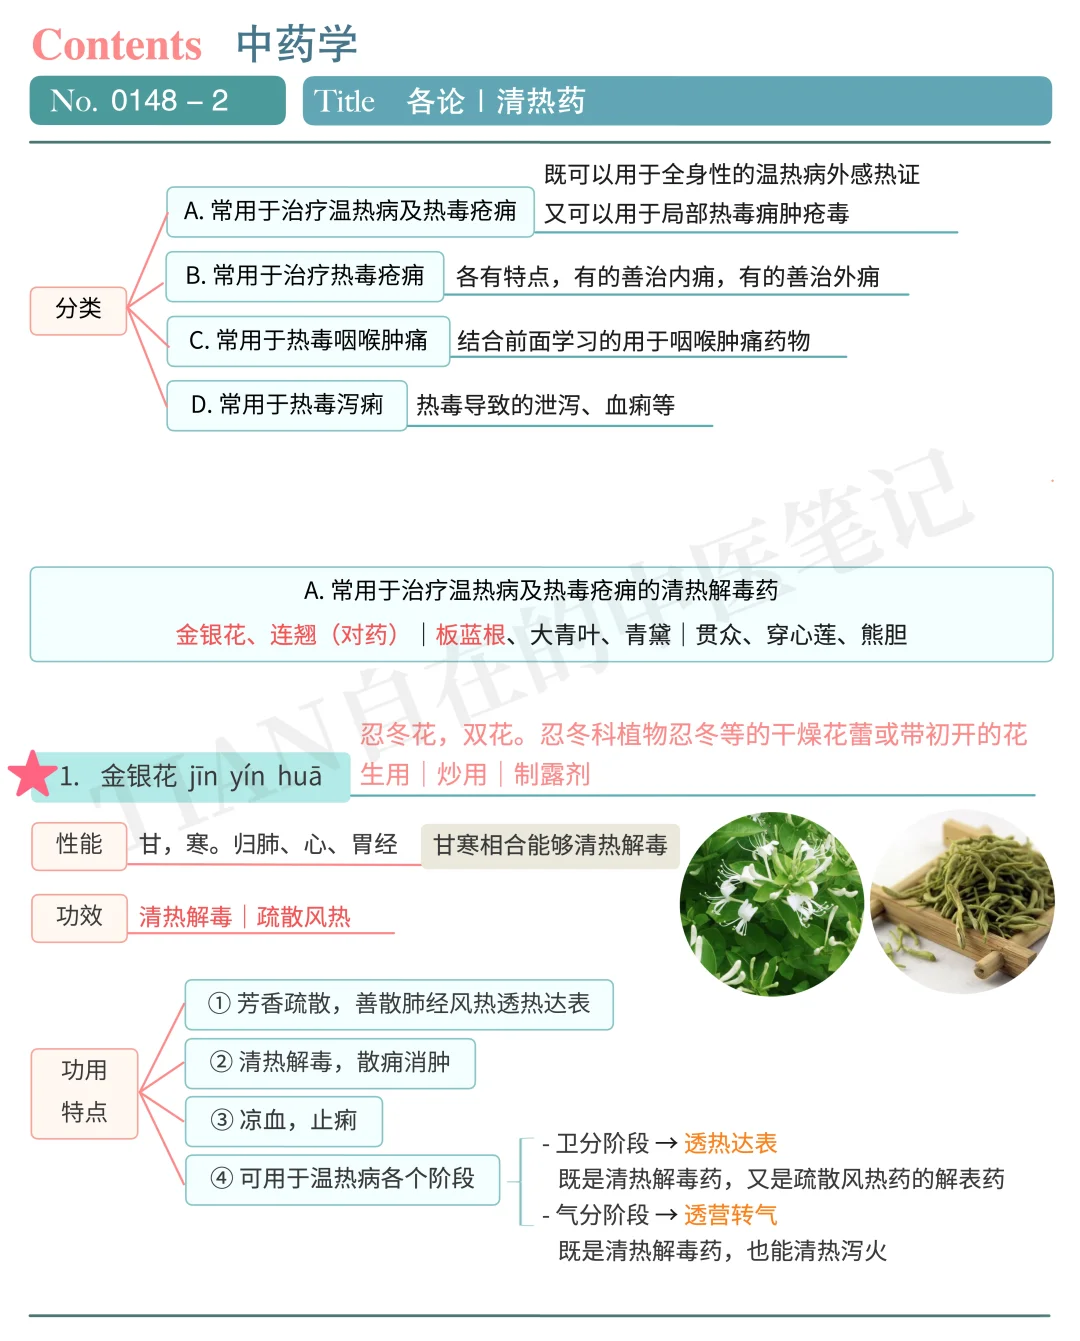 Contents 中药学
No. 0148 – 2
Title 各论 | 清热药
分类
A. 常用于治疗温热病及热毒疮痈
既可以用于全身性的温热病外感热证
又可以用于局部热毒痈肿疮毒
B. 常用于治疗热毒疮痈
各有特点，有的善治内痈，有的善治外痈
C. 常用于热毒咽喉肿痛
结合前面学习的用于咽喉肿痛药物
D. 常用于热毒泻痢
热毒导致的泄泻、血痢等
A. 常用于治疗温热病及热毒疮痈的清热解毒药
金银花、连翘（对药）｜板蓝根、大青叶、青黛｜贯众、穿心莲、熊胆
忍冬花，双花。忍冬科植物忍冬等的干燥花蕾或带初开的花
生用｜炒用｜制露剂
1. 金银花 jīn yín huā
性能
甘，寒。归肺、心、胃经
甘寒相合能够清热解毒
功效
清热解毒｜疏散风热
功用
特点
① 芳香疏散，善散肺经风热透热达表
② 清热解毒，散痈消肿
③ 凉血，止痢
④ 可用于温热病各个阶段
- 卫分阶段 → 透热达表
既是清热解毒药，又是疏散风热药的解表药
- 气分阶段 → 透营转气
既是清热解毒药，也能清热泻火
TIAN自在的中医笔记